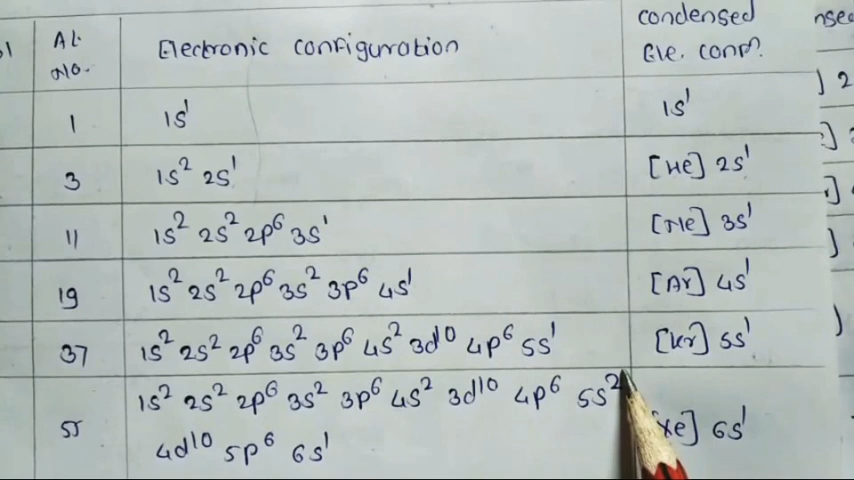 At. No. Electronic configuration condensed Ele. conf².
1 1s¹ 1s¹
3 1s² 2s¹ [He] 2s¹
11 1s² 2s² 2p⁶ 3s¹ [Ne] 3s¹
19 1s² 2s² 2p⁶ 3s² 3p⁶ 4s¹ [Ar] 4s¹
37 1s² 2s² 2p⁶ 3s² 3p⁶ 4s² 3d¹⁰ 4p⁶ 5s¹ [Kr] 5s¹
55 1s² 2s² 2p⁶ 3s² 3p⁶ 4s² 3d¹⁰ 4p⁶ 5s² [Xe] 6s¹
4d¹⁰ 5p⁶ 6s¹